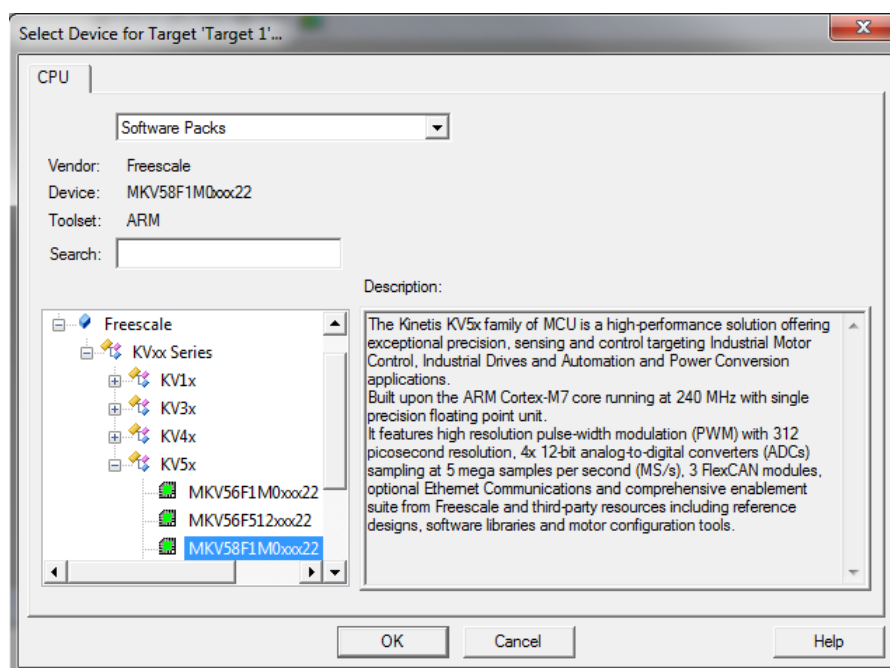 Select Device for Target 'Target 1'...
CPU
Software Packs
Vendor: Freescale
Device: MKV58F1M0xxx22
Toolset: ARM
Search:
Description:
Freescale
KVxx Series
KV1x
KV3x
KV4x
KV5x
MKV56F1M0xxx22
MKV56F512xxx22
MKV58F1M0xxx22
The Kinetis KV5x family of MCU is a high-performance solution offering
exceptional precision, sensing and control targeting Industrial Motor
Control, Industrial Drives and Automation and Power Conversion
applications.
Built upon the ARM Cortex-M7 core running at 240 MHz with single
precision floating point unit.
It features high resolution pulse-width modulation (PWM) with 312
picosecond resolution, 4x 12-bit analog-to-digital converters (ADCs)
sampling at 5 mega samples per second (MS/s), 3 FlexCAN modules,
optional Ethernet Communications and comprehensive enablement
suite from Freescale and third-party resources including reference
designs, software libraries and motor configuration tools.
OK
Cancel
Help